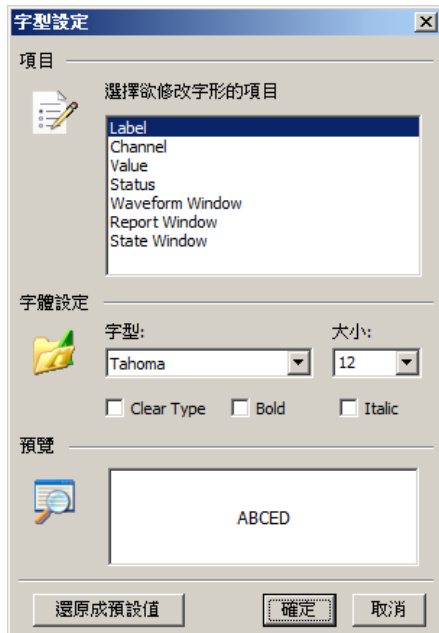 字型設定
項目
選擇欲修改字形的項目
Label
Channel
Value
Status
Waveform Window
Report Window
State Window
字體設定
字型:
大小:
Tahoma
12
Clear Type
Bold
Italic
預覽
ABCED
還原成預設值
確定
取消